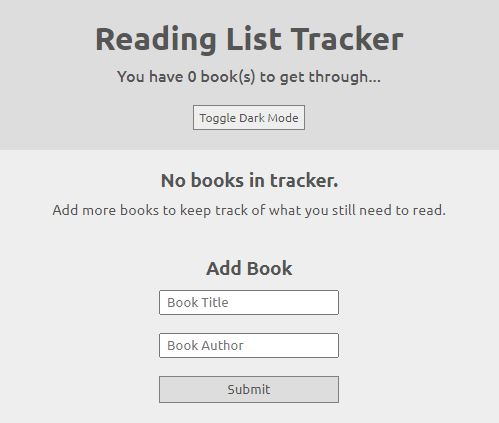 Reading List Tracker
You have 0 book(s) to get through...
Toggle Dark Mode
No books in tracker.
Add more books to keep track of what you still need to read.
Add Book
Book Title
Book Author
Submit